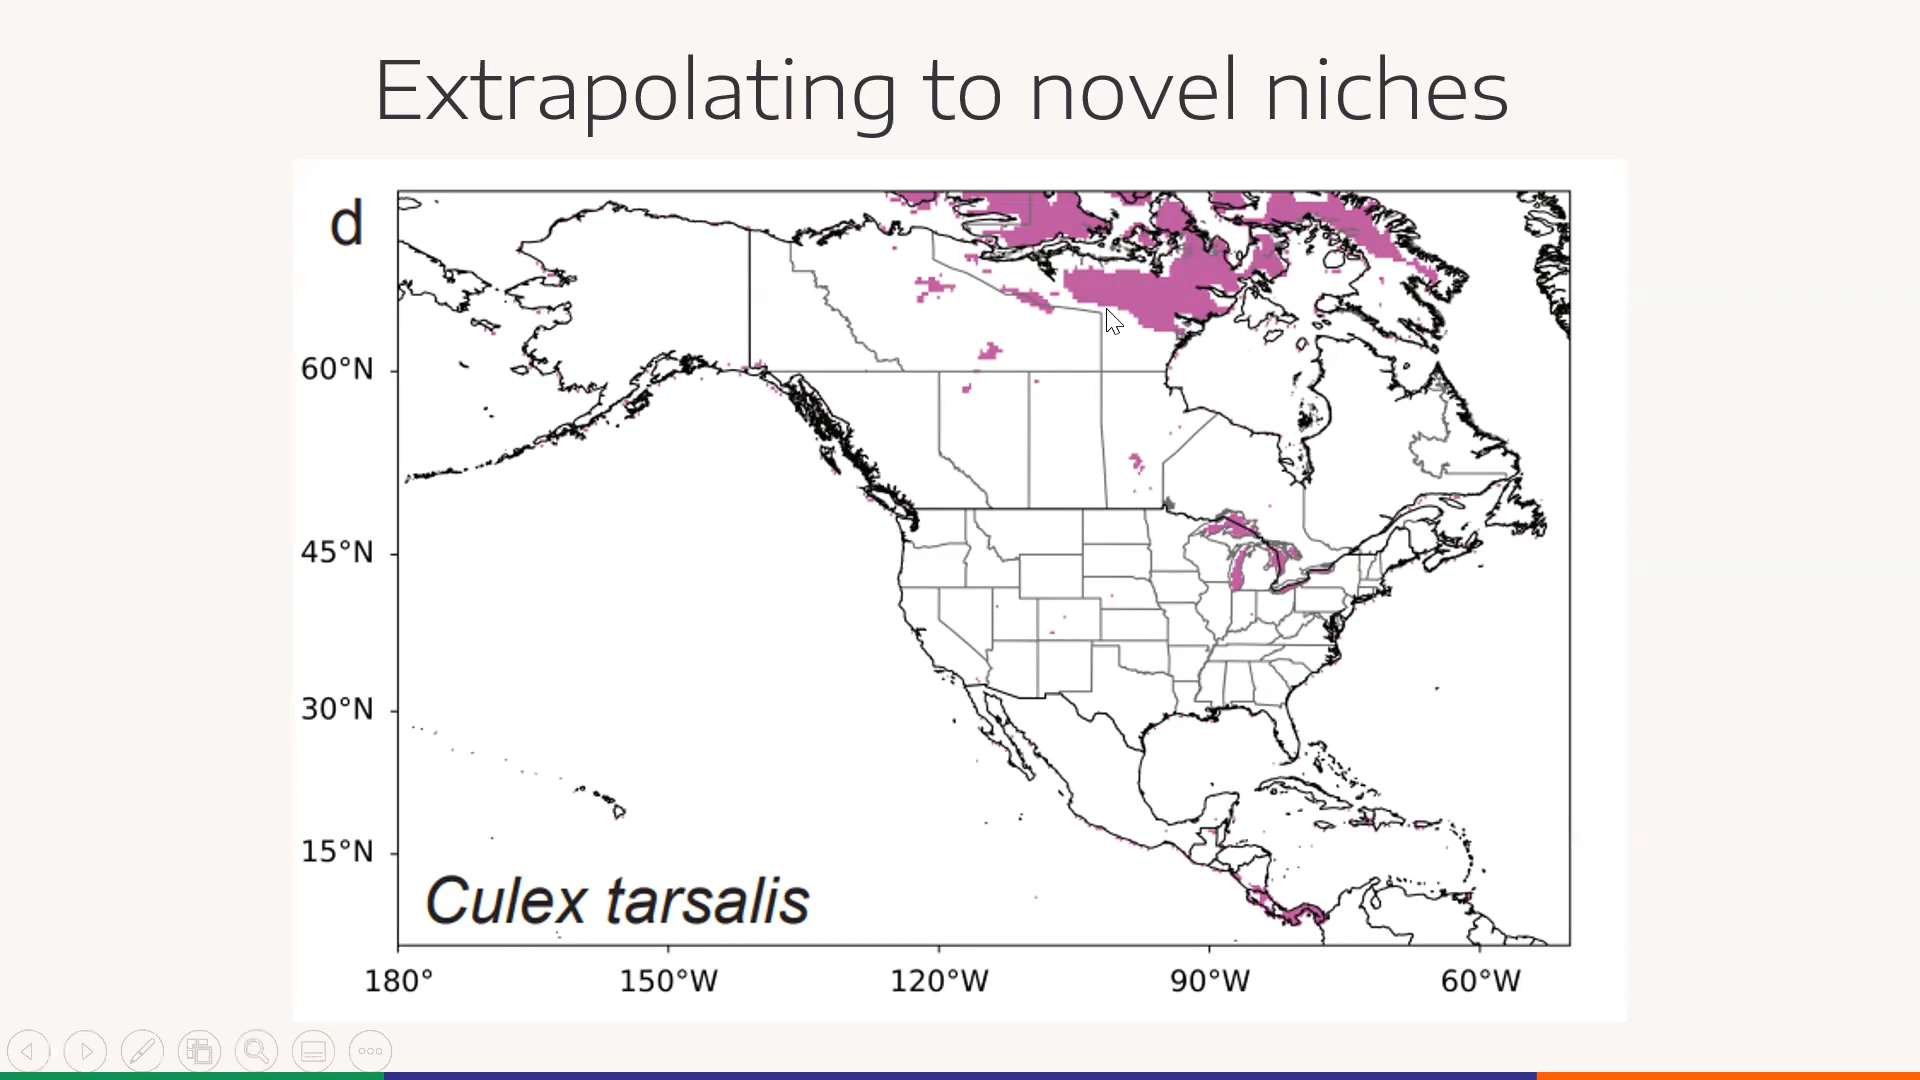 Extrapolating to novel niches
d
60°N
45°N
30°N
15°N
Culex tarsalis
180° 150°W 120°W 90°W 60°W